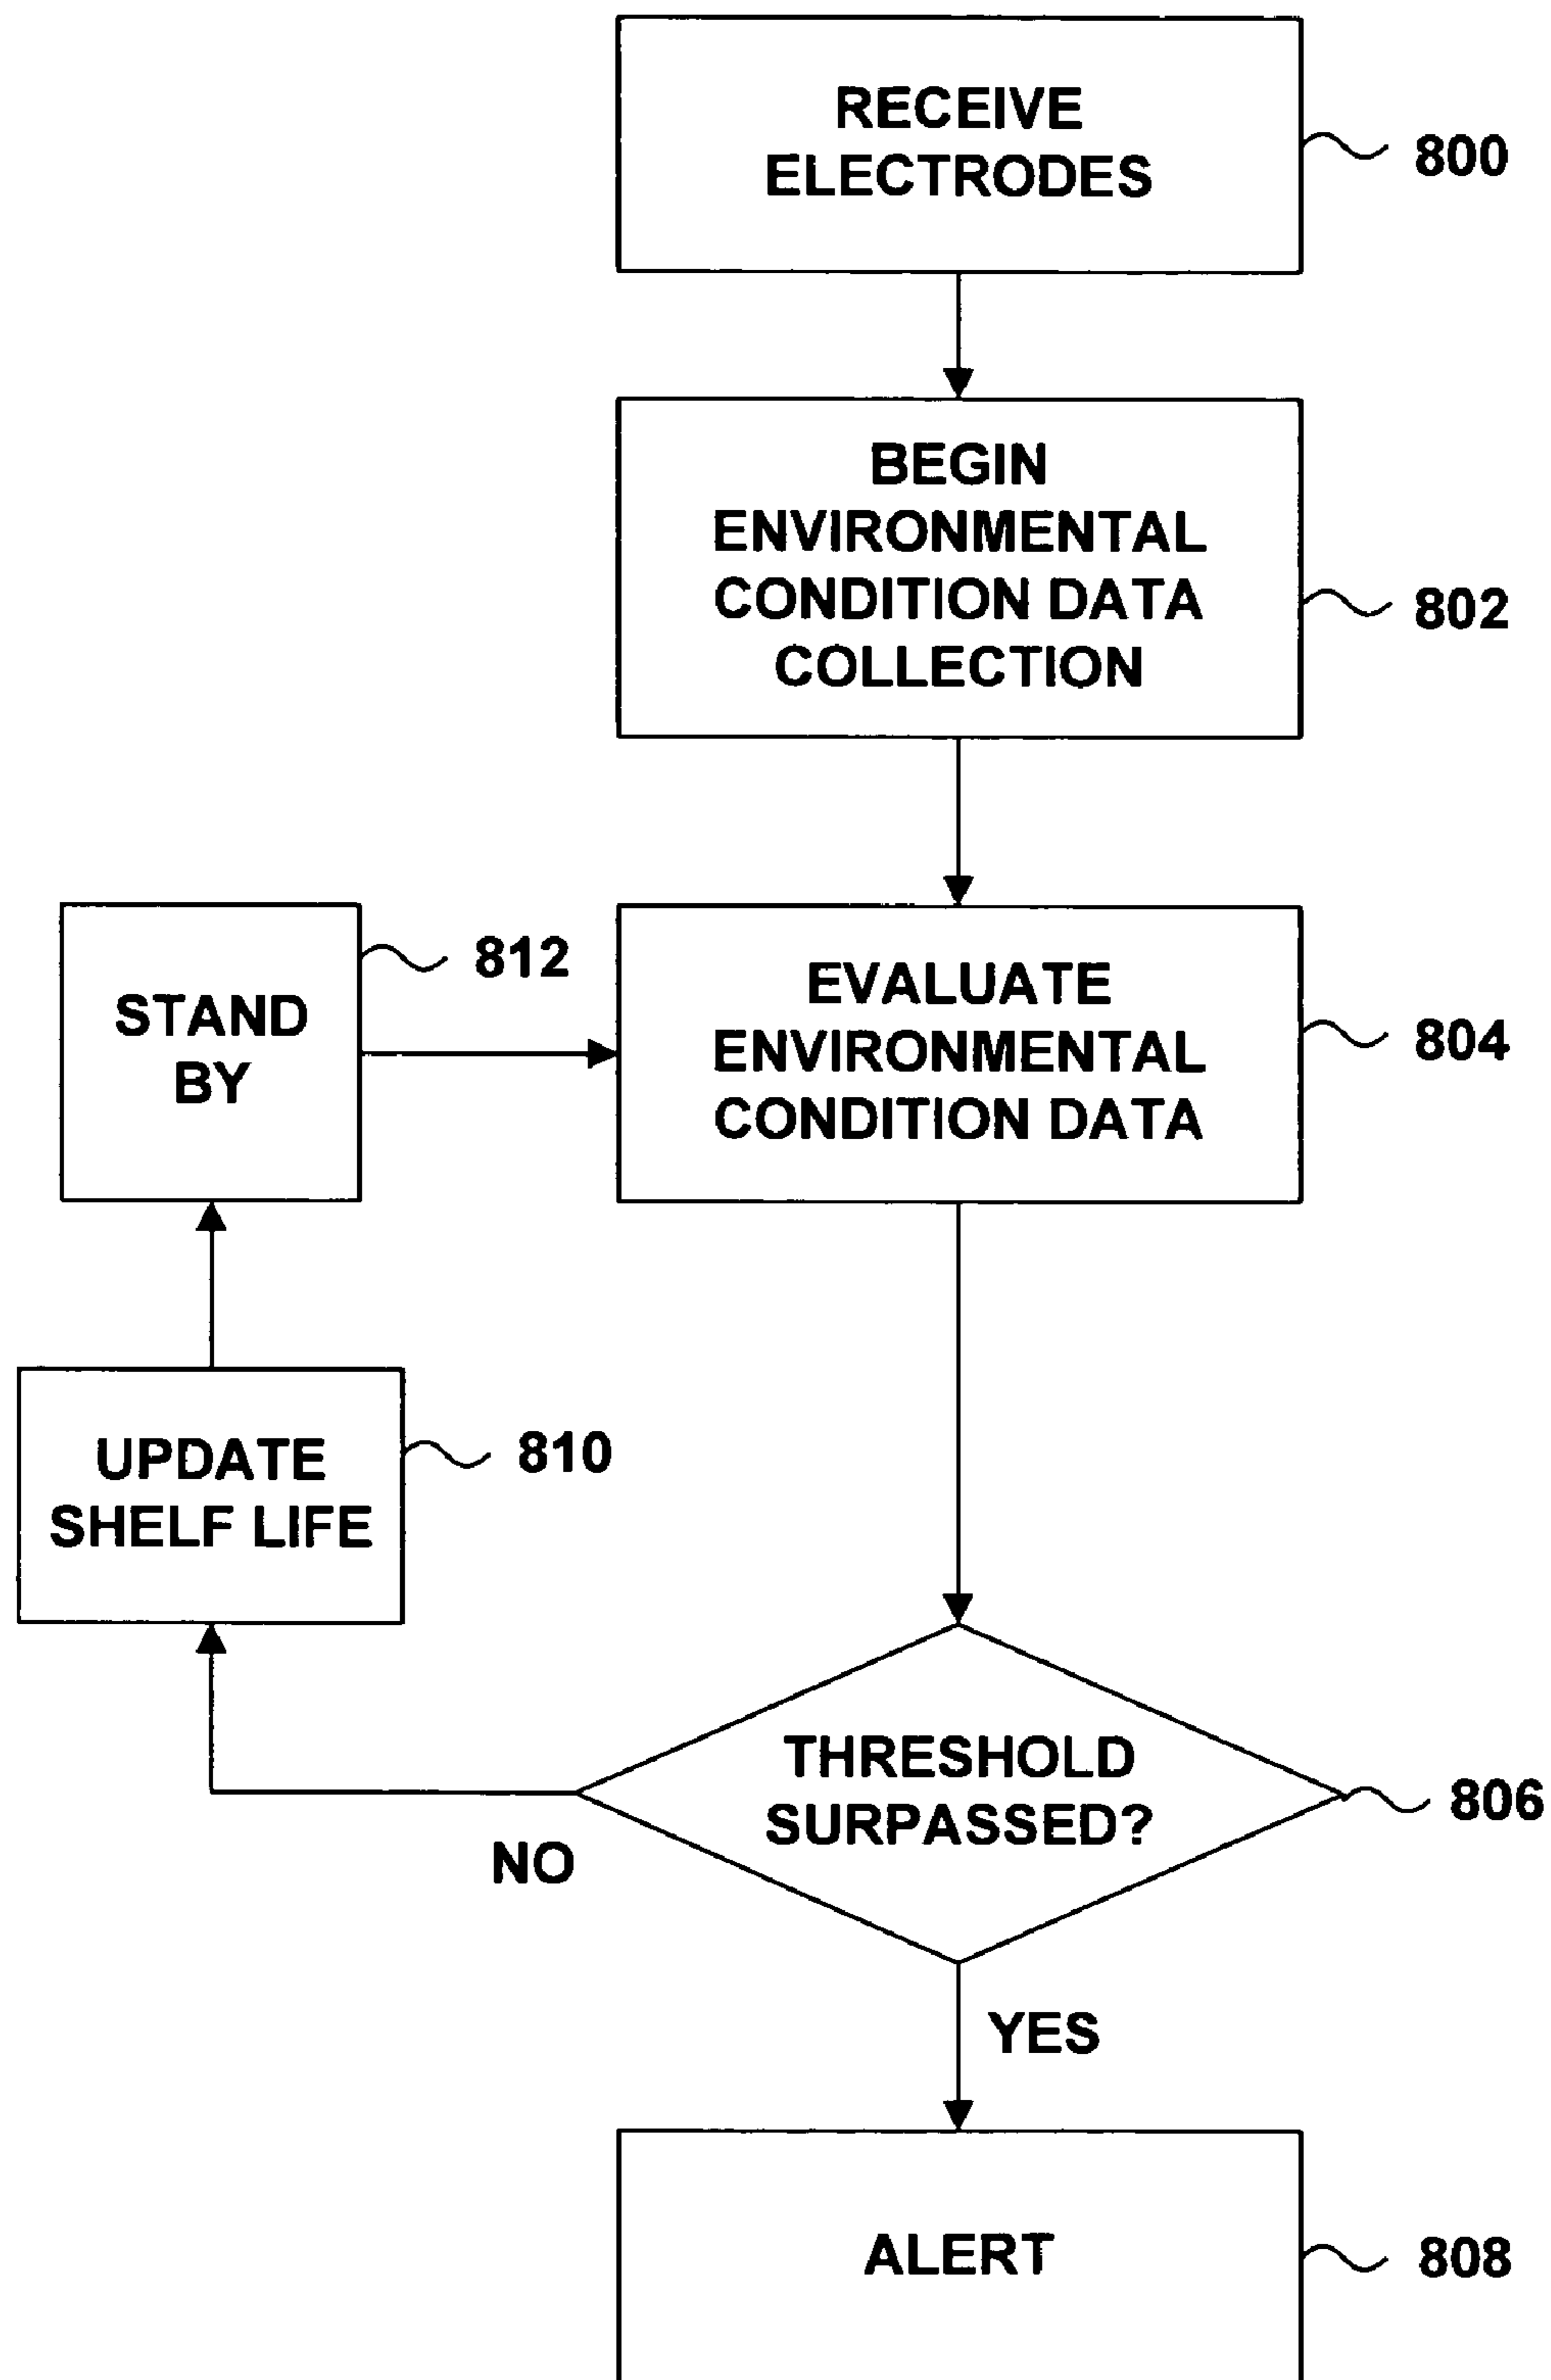 RECEIVE
ELECTRODES
800
BEGIN
ENVIRONMENTAL
CONDITION DATA
COLLECTION
802
STAND
BY
812
EVALUATE
ENVIRONMENTAL
CONDITION DATA
804
UPDATE
SHELF LIFE
810
THRESHOLD
SURPASSED?
806
NO
YES
ALERT
808